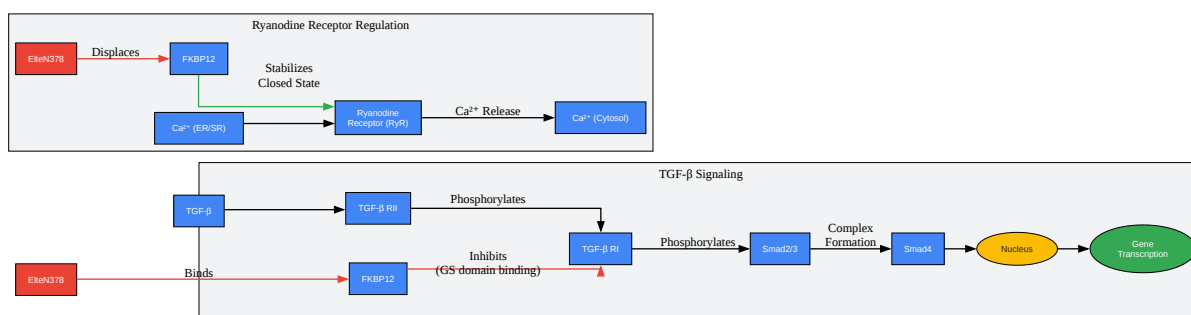 Ryanodine Receptor Regulation
ElteN378
Displaces
FKBP12
Stabilizes
Closed State
Ca²⁺ (ER/SR)
Ryanodine
Receptor (RyR)
Ca²⁺ Release
Ca²⁺ (Cytosol)
TGF-β Signaling
TGF-β
TGF-β RII
Phosphorylates
TGF-β RI
Phosphorylates
Smad2/3
Complex
Formation
Smad4
Nucleus
Gene
Transcription
ElteN378
Binds
FKBP12
Inhibits
(GS domain binding)